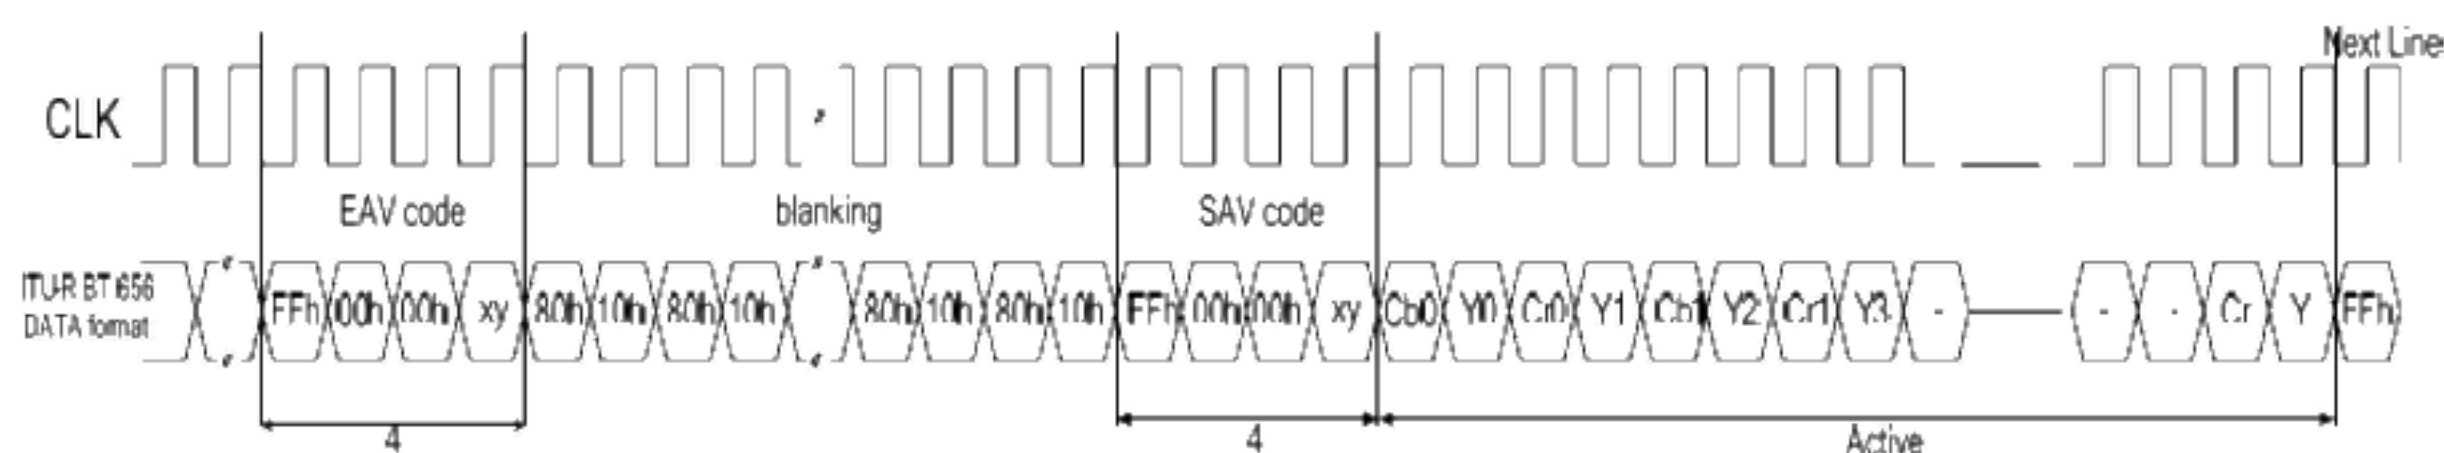 Next Line
CLK
EAV code blanking SAV code
ITU-R BT 656
DATA format
FFh 00h 00h xy 80h 10h 80h 10h 80h 10h 80h 10h FFh 00h 00h xy Cb0 Y0 Cr0 Y1 Cb1 Y2 Cr1 Y3 - - - Cr Y FFh
4 4 Active